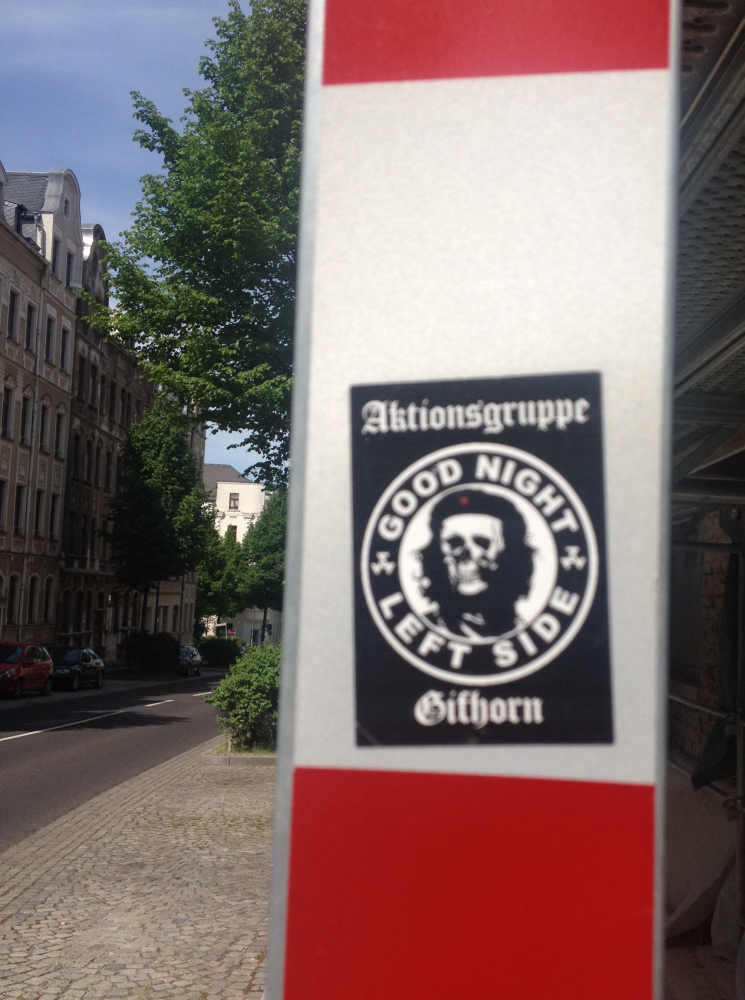 Aktionsgruppe
GOOD NIGHT
LEFT SIDE
Gifhorn